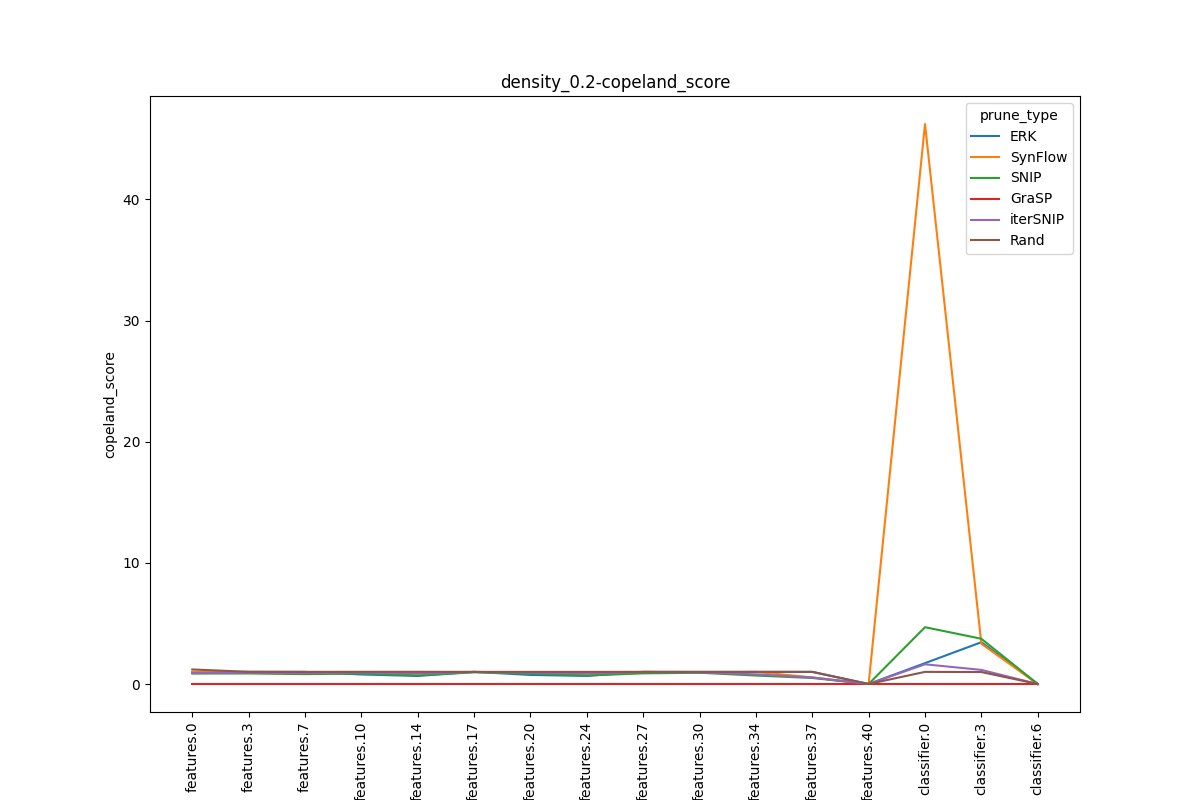 density_0.2-copeland_score
prune_type
ERK
SynFlow
SNIP
GraSP
iterSNIP
Rand
copeland_score
40
30
20
10
0
features.0
features.3
features.7
features.10
features.14
features.17
features.20
features.24
features.27
features.30
features.34
features.37
features.40
classifier.0
classifier.3
classifier.6